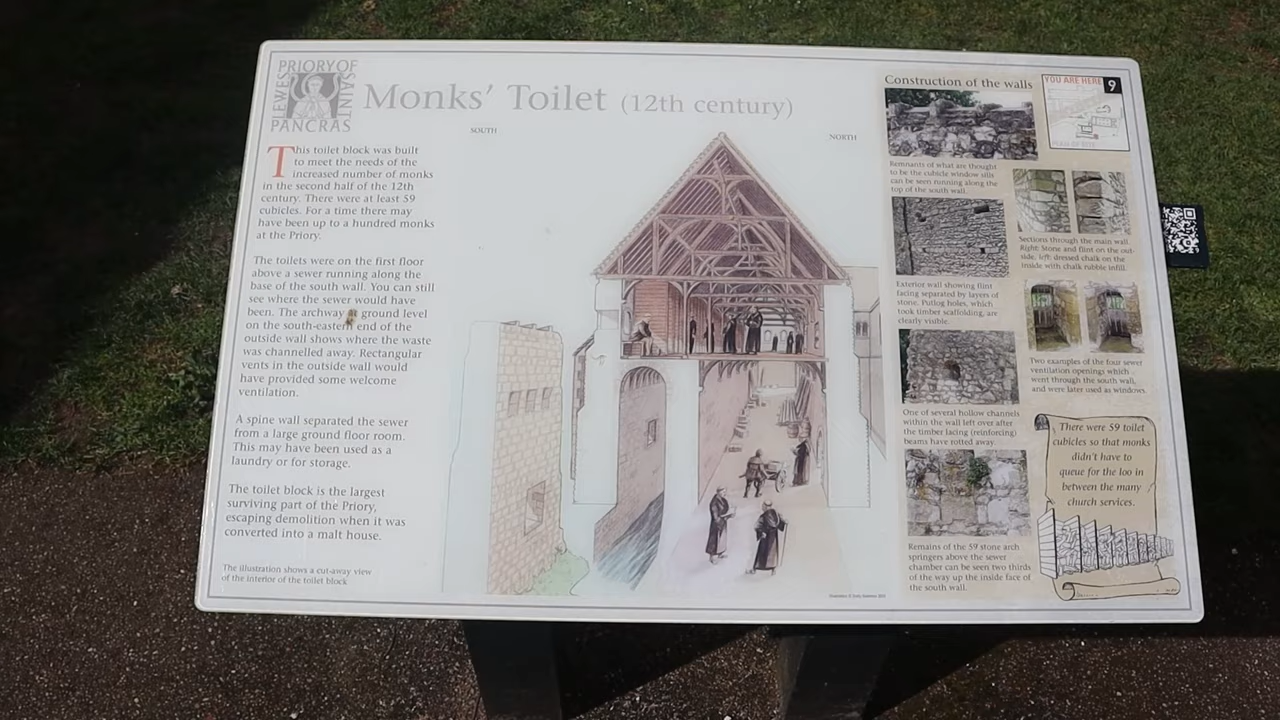 PRIORY OF
SAINT
PANCRAS
LEWES
Monks' Toilet (12th century)
This toilet block was built
to meet the needs of the
increased number of monks
in the second half of the 12th
century. There were at least 59
cubicles. For a time there may
have been up to a hundred monks
at the Priory.
The toilets were on the first floor
above a sewer running along the
base of the south wall. You can still
see where the sewer would have
been. The archway ground level
on the south-eastern end of the
outside wall shows where the waste
was channelled away. Rectangular
vents in the outside wall would
have provided some welcome
ventilation.
A spine wall separated the sewer
from a large ground floor room.
This may have been used as a
laundry or for storage.
The toilet block is the largest
surviving part of the Priory,
escaping demolition when it was
converted into a malt house.
The illustration shows a cut-away view
of the interior of the toilet block
SOUTH
NORTH
Construction of the walls
YOU ARE HERE
9
PLAN OF SITE
Remnants of what are thought
to be the cubicle window sills
can be seen running along the
top of the south wall.
Sections through the main wall.
Right: Stone and flint on the out-
side, left: dressed chalk on the
inside with chalk rubble infill.
Exterior wall showing flint
facing separated by layers of
stone. Putlog holes, which
took timber scaffolding, are
clearly visible.
Two examples of the four sewer
ventilation openings which
went through the south wall,
and were later used as windows.
One of several hollow channels
within the wall left over after
the timber lacing (reinforcing)
beams have rotted away.
There were 59 toilet
cubicles so that monks
didn't have to
queue for the loo in
between the many
church services.
Remains of the 59 stone arch
springers above the sewer
chamber can be seen two thirds
of the way up the inside face of
the south wall.